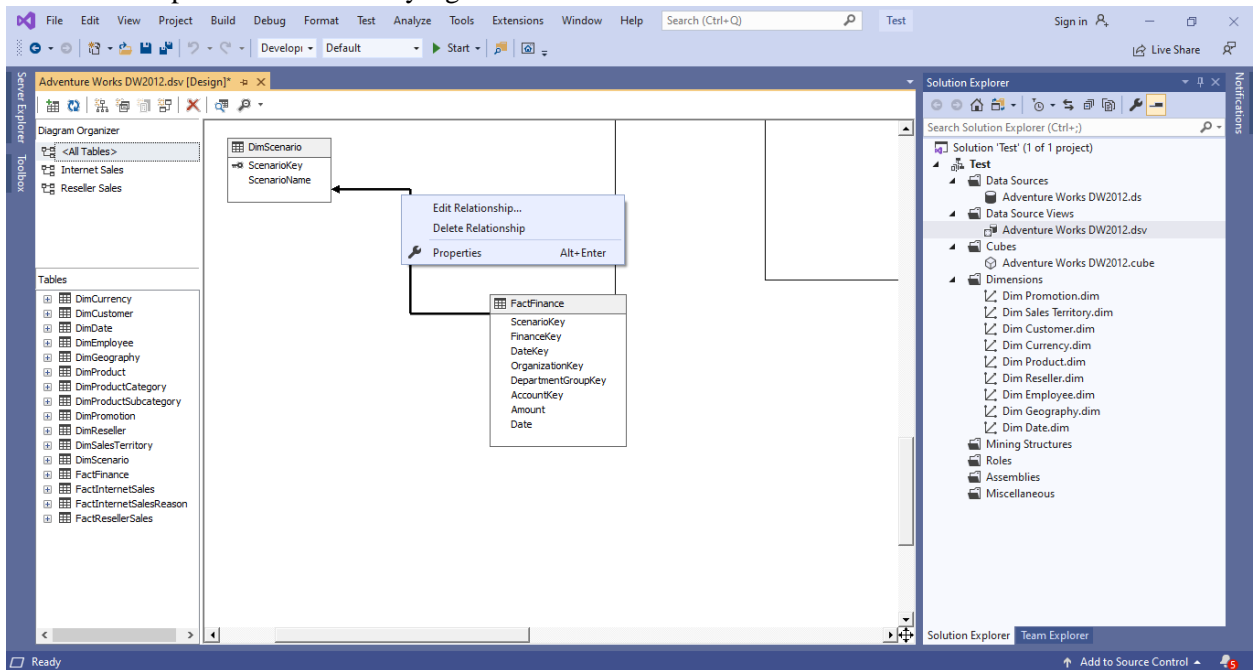 File Edit View Project Build Debug Format Test Analyze Tools Extensions Window Help Search (Ctrl+Q) Test Sign in
Developı Default Start Live Share
Server Explorer
Toolbox
Notifications
Adventure Works DW2012.dsv [Design]*
Diagram Organizer
<All Tables>
Internet Sales
Reseller Sales
Tables
DimCurrency
DimCustomer
DimDate
DimEmployee
DimGeography
DimProduct
DimProductCategory
DimProductSubcategory
DimPromotion
DimReseller
DimSalesTerritory
DimScenario
FactFinance
FactInternetSales
FactInternetSalesReason
FactResellerSales
DimScenario
ScenarioKey
ScenarioName
Edit Relationship...
Delete Relationship
Properties Alt+Enter
FactFinance
ScenarioKey
FinanceKey
DateKey
OrganizationKey
DepartmentGroupKey
AccountKey
Amount
Date
Solution Explorer
Search Solution Explorer (Ctrl+;)
Solution 'Test' (1 of 1 project)
Test
Data Sources
Adventure Works DW2012.ds
Data Source Views
Adventure Works DW2012.dsv
Cubes
Adventure Works DW2012.cube
Dimensions
Dim Promotion.dim
Dim Sales Territory.dim
Dim Customer.dim
Dim Currency.dim
Dim Product.dim
Dim Reseller.dim
Dim Employee.dim
Dim Geography.dim
Dim Date.dim
Mining Structures
Roles
Assemblies
Miscellaneous
Solution Explorer Team Explorer
Ready Add to Source Control 5